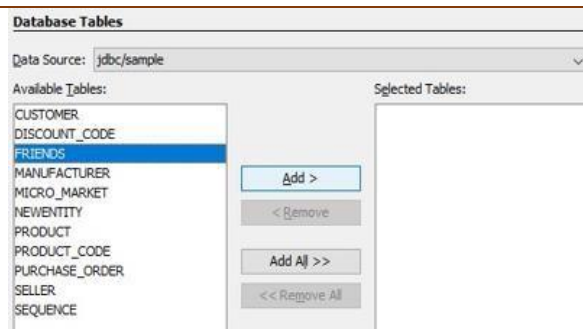 Database Tables
Data Source: jdbc/sample
Available Tables:
Selected Tables:
CUSTOMER
DISCOUNT_CODE
FRIENDS
MANUFACTURER
MICRO_MARKET
NEWENTITY
PRODUCT
PRODUCT_CODE
PURCHASE_ORDER
SELLER
SEQUENCE
Add >
< Remove
Add All >>
<< Remove All